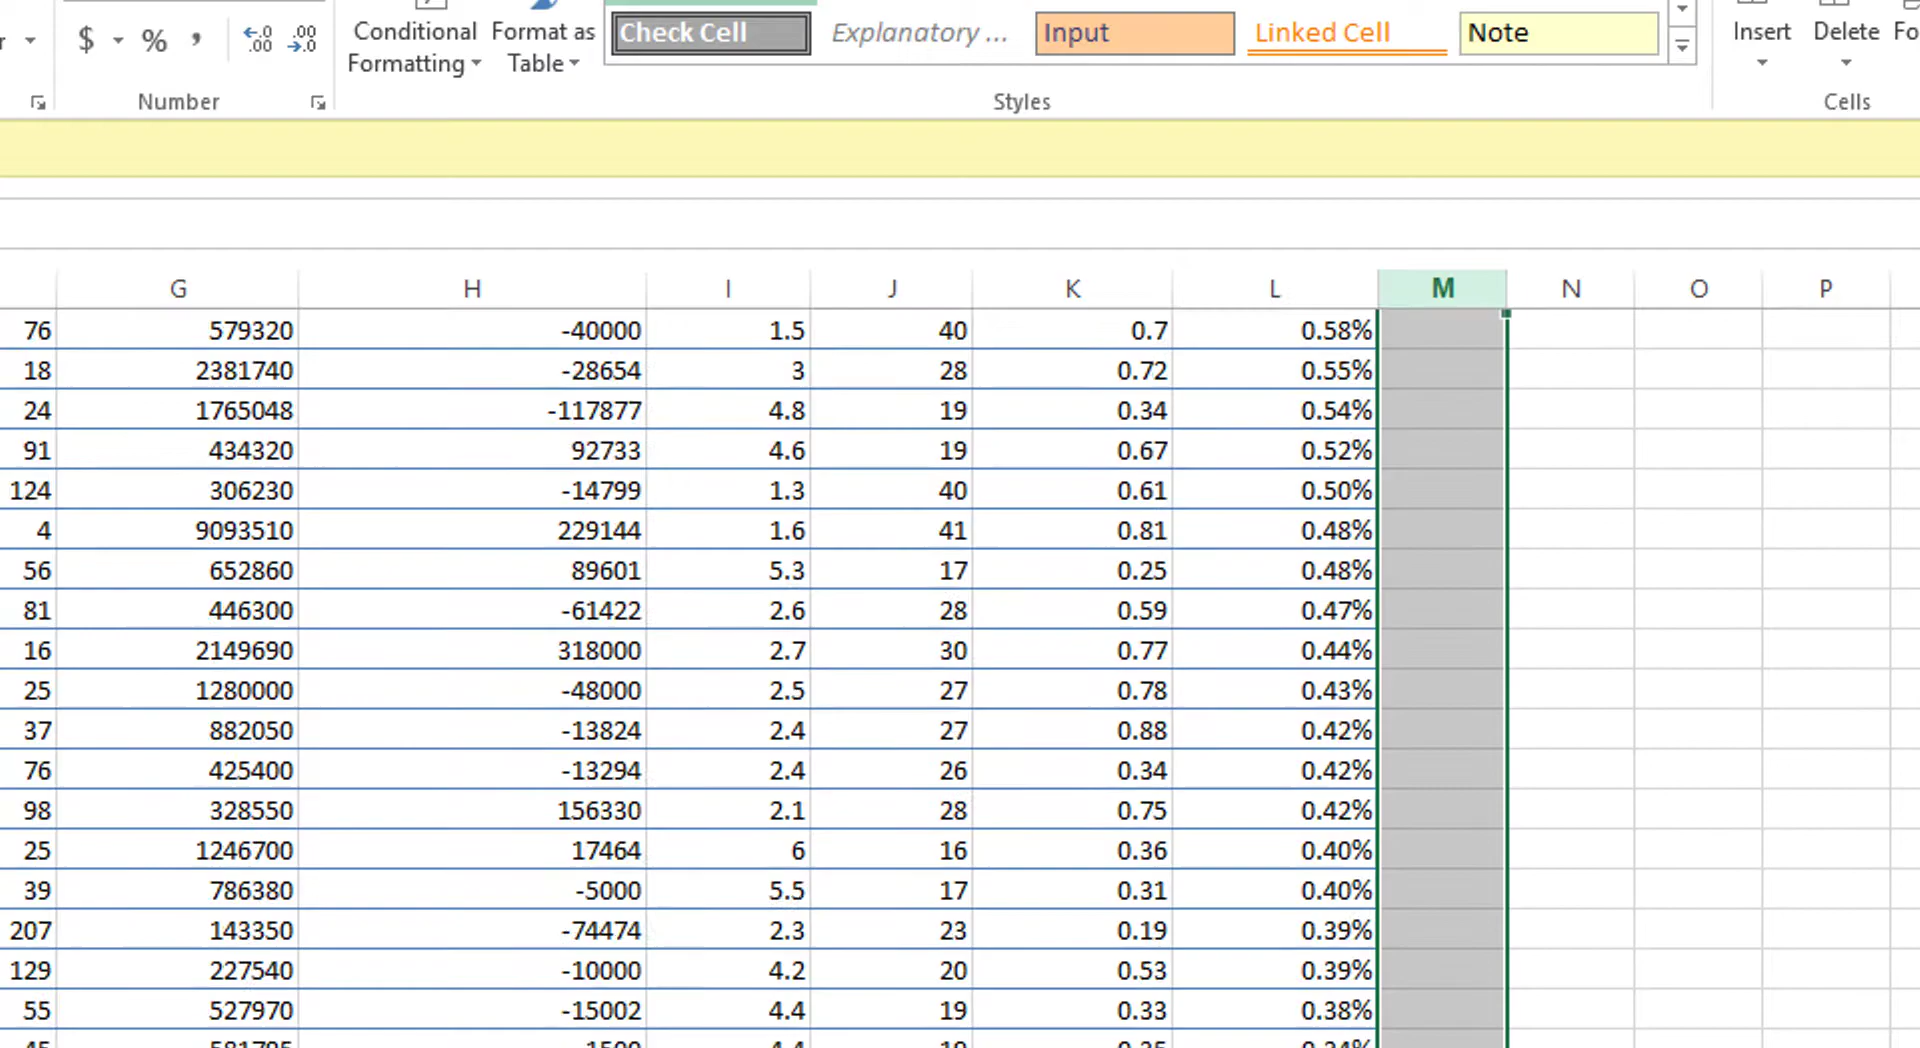 $ % , ←.0 .00 .00 →.0
Conditional Formatting
Format as Table
Check Cell Explanatory ... Input Linked Cell Note
Insert Delete Fo
Number Styles Cells
G H I J K L M N O P
76 579320 -40000 1.5 40 0.7 0.58%
18 2381740 -28654 3 28 0.72 0.55%
24 1765048 -117877 4.8 19 0.34 0.54%
91 434320 92733 4.6 19 0.67 0.52%
124 306230 -14799 1.3 40 0.61 0.50%
4 9093510 229144 1.6 41 0.81 0.48%
56 652860 89601 5.3 17 0.25 0.48%
81 446300 -61422 2.6 28 0.59 0.47%
16 2149690 318000 2.7 30 0.77 0.44%
25 1280000 -48000 2.5 27 0.78 0.43%
37 882050 -13824 2.4 27 0.88 0.42%
76 425400 -13294 2.4 26 0.34 0.42%
98 328550 156330 2.1 28 0.75 0.42%
25 1246700 17464 6 16 0.36 0.40%
39 786380 -5000 5.5 17 0.31 0.40%
207 143350 -74474 2.3 23 0.19 0.39%
129 227540 -10000 4.2 20 0.53 0.39%
55 527970 -15002 4.4 19 0.33 0.38%